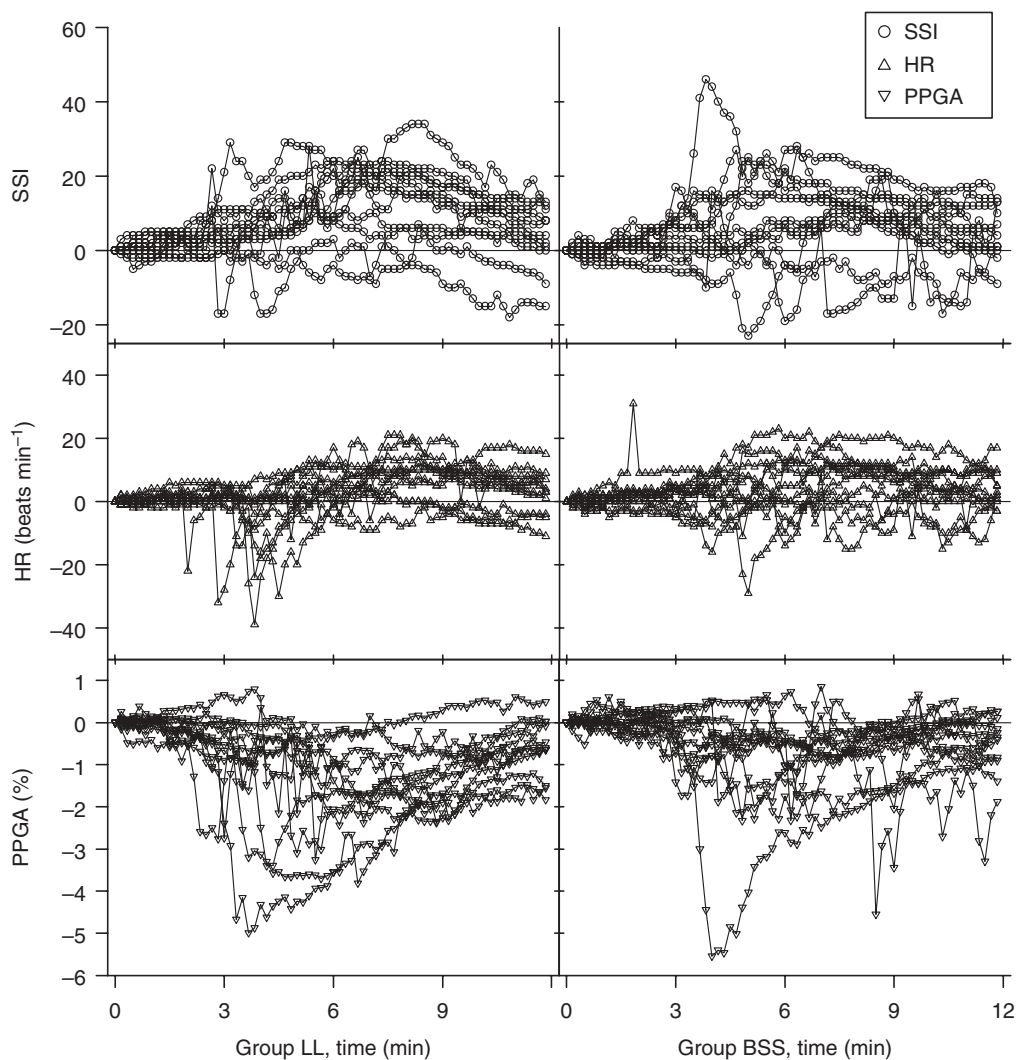 60
40
20
0
–20
SSI
SSI
HR
PPGA
40
20
0
–20
–40
HR (beats min⁻¹)
1
0
–1
–2
–3
–4
–5
–6
PPGA (%)
0 3 6 9
0 3 6 9 12
Group LL, time (min)
Group BSS, time (min)